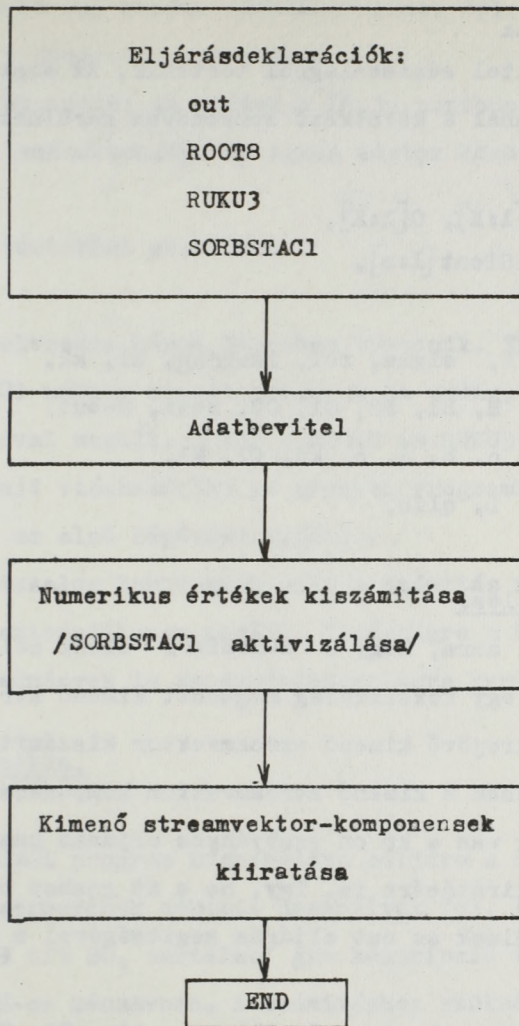 Eljárásdeklarációk:
out
ROOT8
RUKU3
SORBSTAC1
Adatbevitel
Numerikus értékek kiszámitása
/SORBSTAC1 aktivizálása/
Kimenő streamvektor-komponensek
kiiratása
END